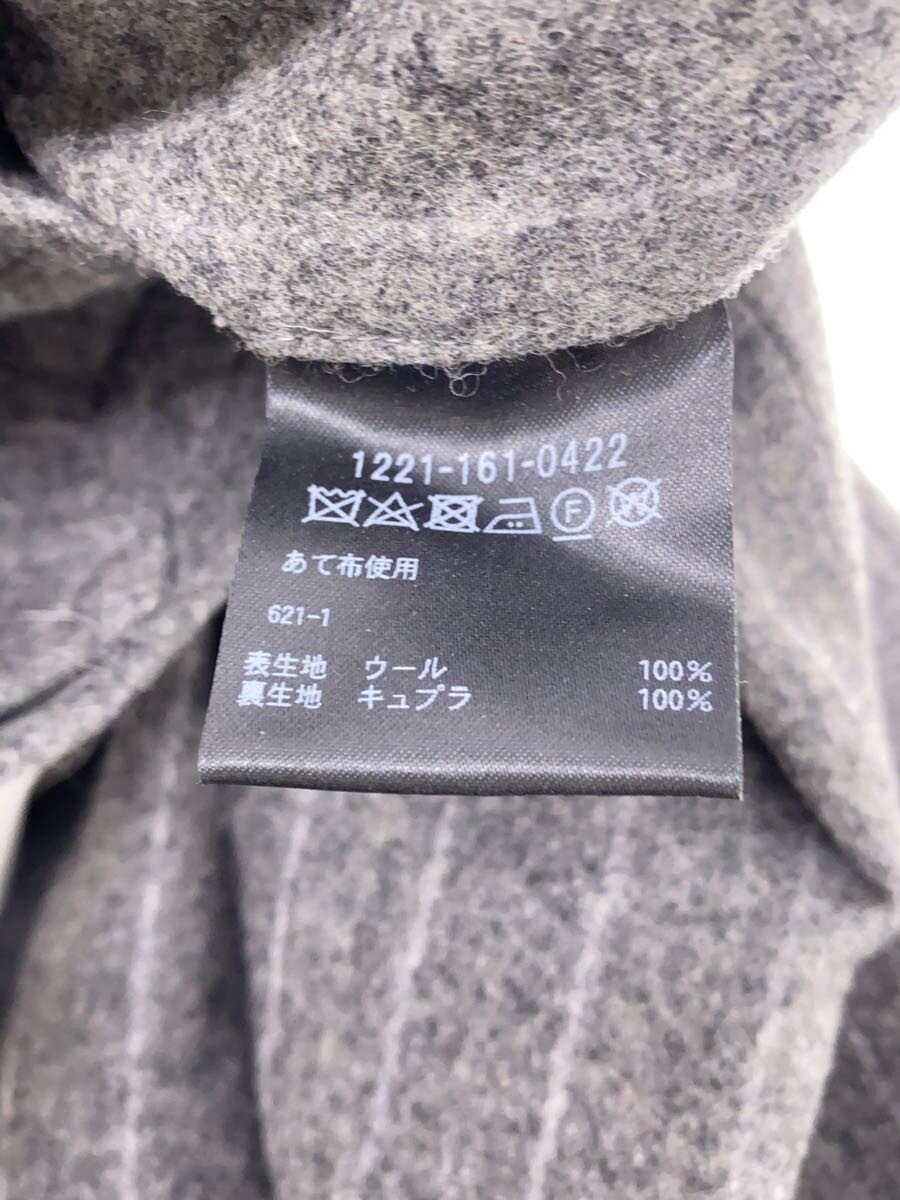 1221-161-0422
F W
あて布使用
621-1
表生地 ウール 100%
裏生地 キュプラ 100%